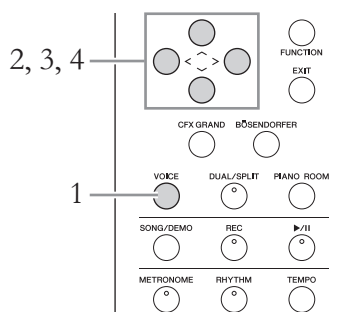 2, 3, 4
FUNCTION
EXIT
CFX GRAND BÖSENDORFER
1
VOICE DUAL/SPLIT PIANO ROOM
SONG/DEMO REC ►/II
METRONOME RHYTHM TEMPO